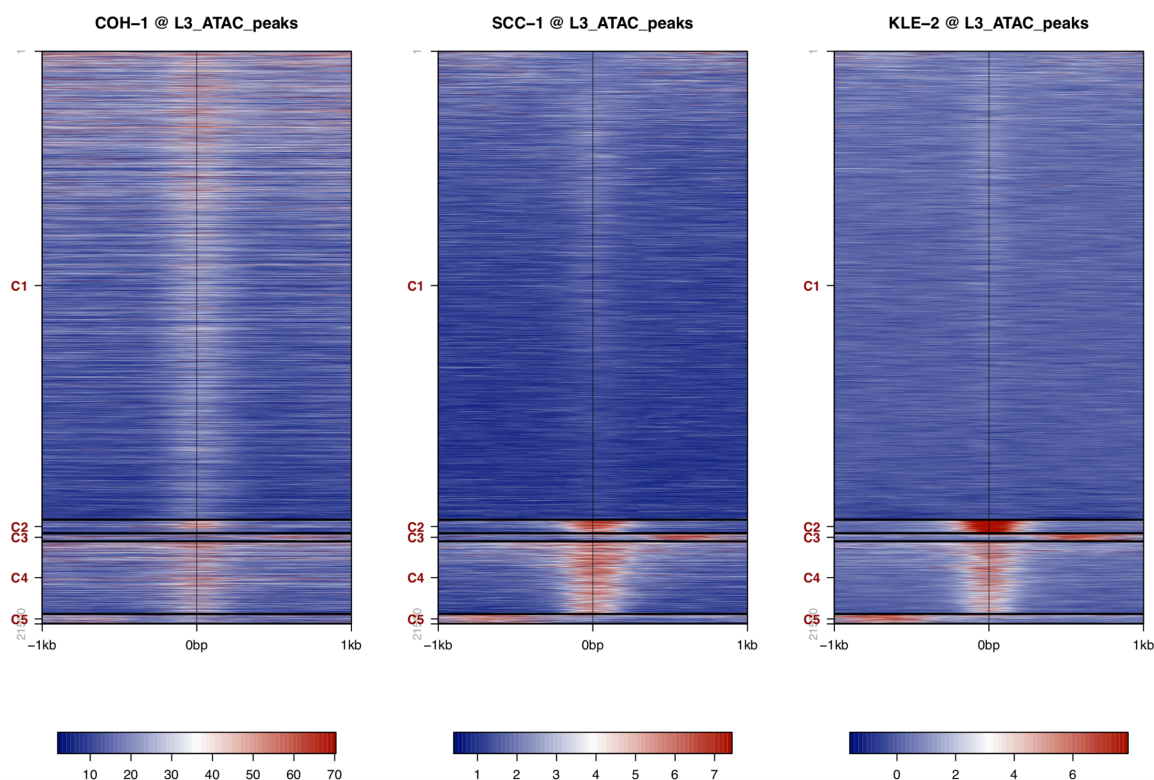 COH−1 @ L3_ATAC_peaks
SCC−1 @ L3_ATAC_peaks
KLE−2 @ L3_ATAC_peaks
1 1 1
C1 C1 C1
C2 C2 C2
C3 C3 C3
C4 C4 C4
C5 C5 C5
−1kb 0bp 1kb −1kb 0bp 1kb −1kb 0bp 1kb
10 20 30 40 50 60 70
1 2 3 4 5 6 7
0 2 4 6